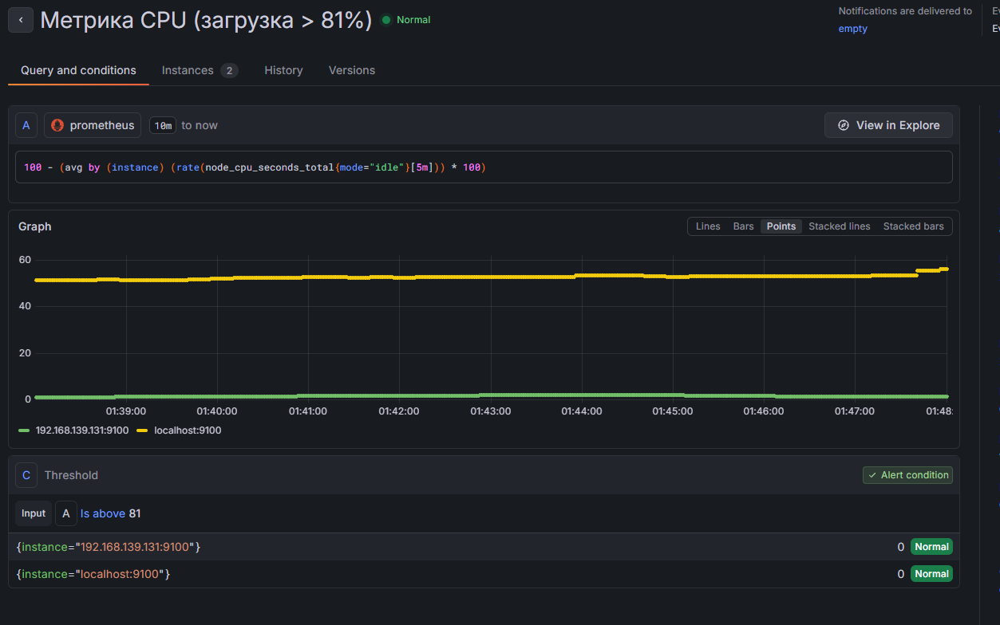 Метрика CPU (загрузка > 81%) Normal
Notifications are delivered to
empty
Query and conditions Instances 2 History Versions
A prometheus 10m to now View in Explore
100 - (avg by (instance) (rate(node_cpu_seconds_total{mode="idle"}[5m])) * 100)
Graph Lines Bars Points Stacked lines Stacked bars
60
40
20
0
01:39:00 01:40:00 01:41:00 01:42:00 01:43:00 01:44:00 01:45:00 01:46:00 01:47:00 01:48:
192.168.139.131:9100 localhost:9100
C Threshold Alert condition
Input A Is above 81
{instance="192.168.139.131:9100"} 0 Normal
{instance="localhost:9100"} 0 Normal